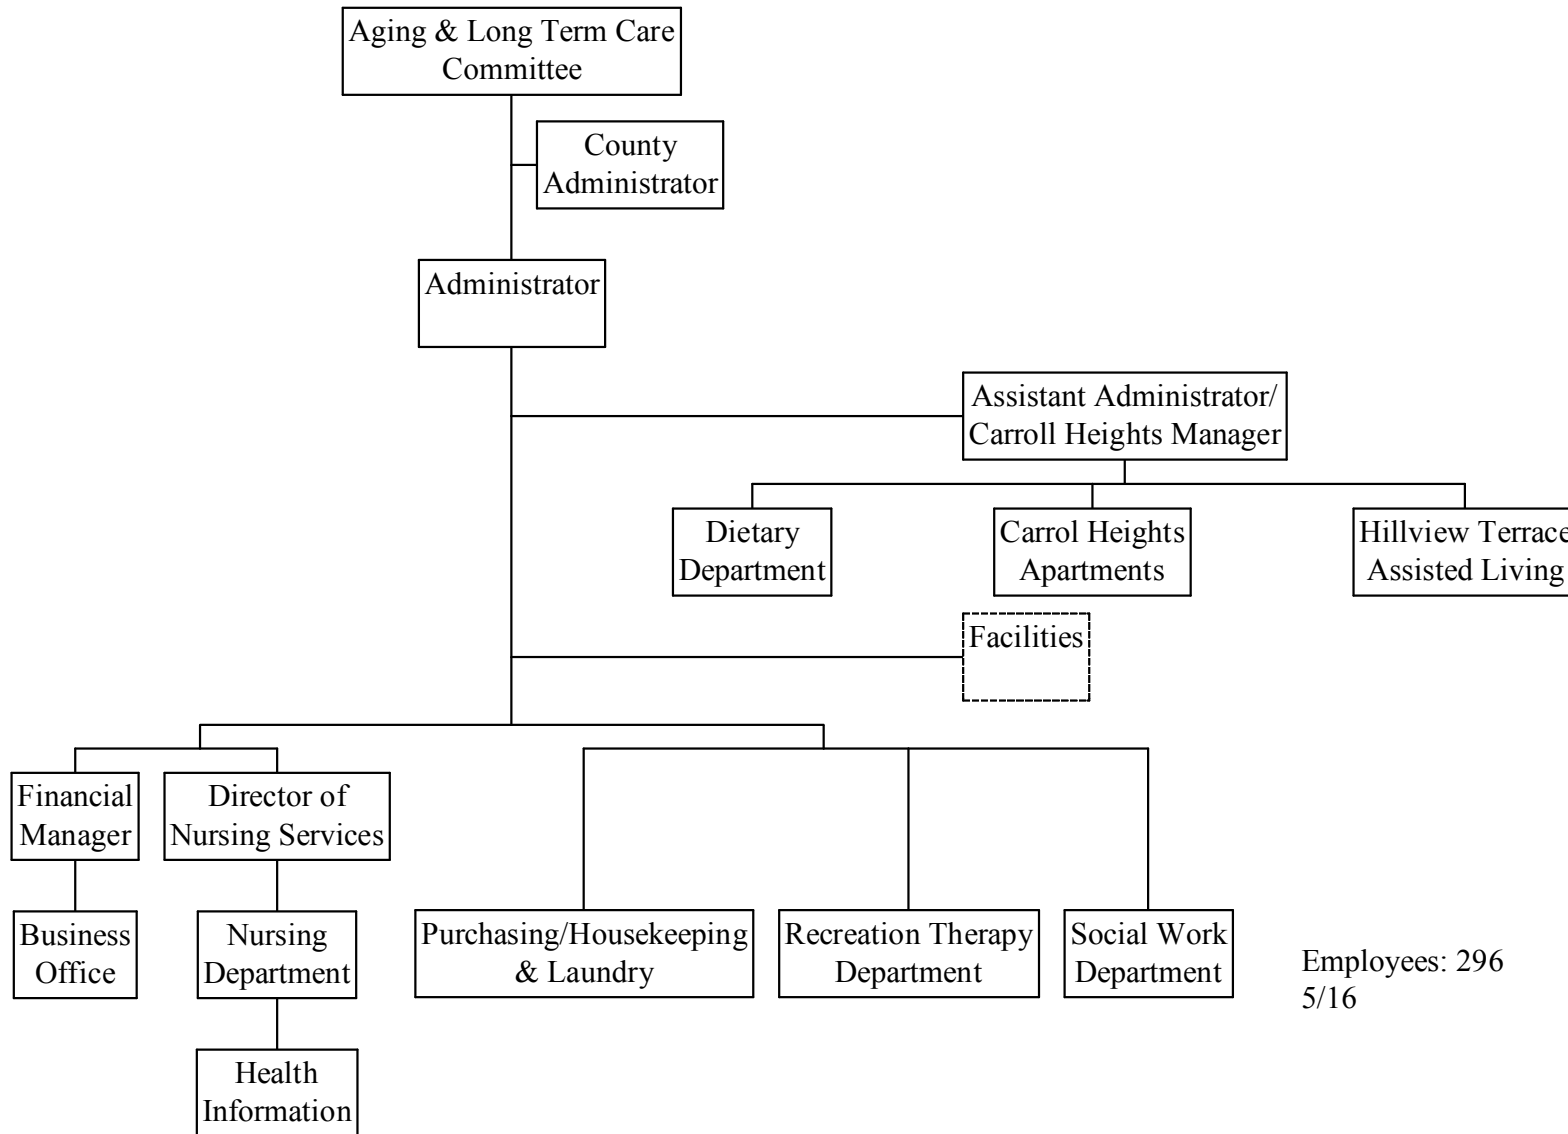 Aging & Long Term Care
Committee
County
Administrator
Administrator
Assistant Administrator/
Carroll Heights Manager
Dietary
Department
Carrol Heights
Apartments
Hillview Terrace
Assisted Living
Facilities
Financial
Manager
Director of
Nursing Services
Business
Office
Nursing
Department
Purchasing/Housekeeping
& Laundry
Recreation Therapy
Department
Social Work
Department
Employees: 296
5/16
Health
Information